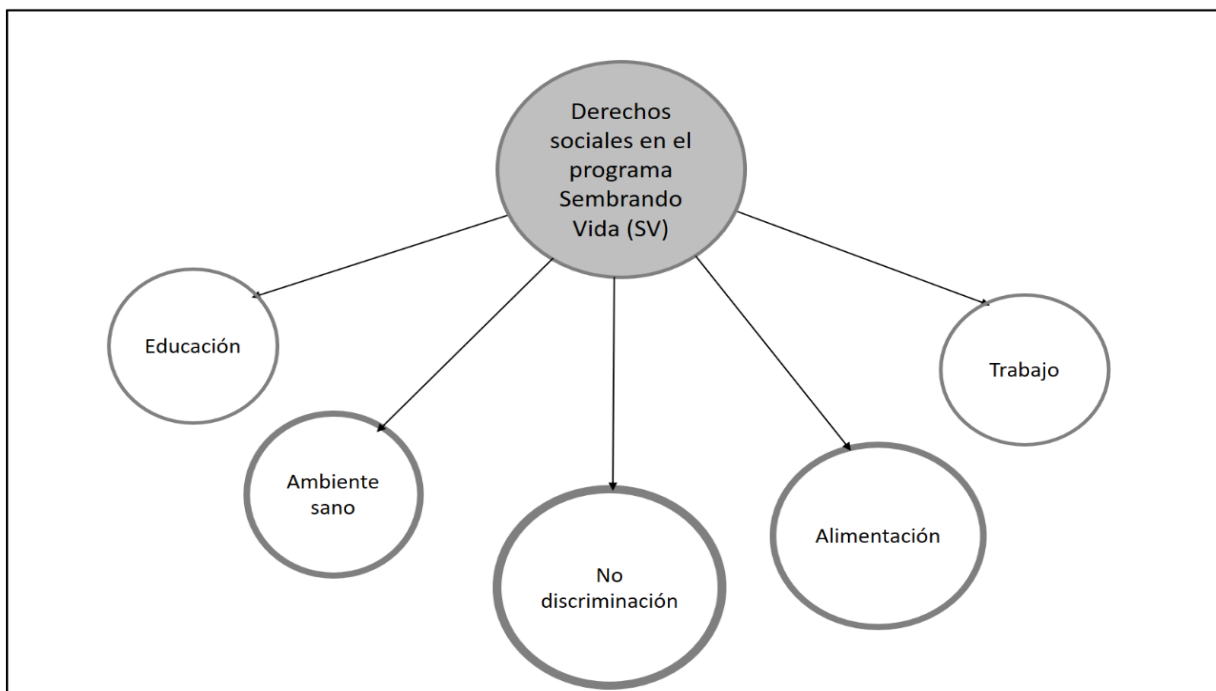 Derechos
sociales en el
programa
Sembrando
Vida (SV)
Educación
Trabajo
Ambiente
sano
Alimentación
No
discriminación